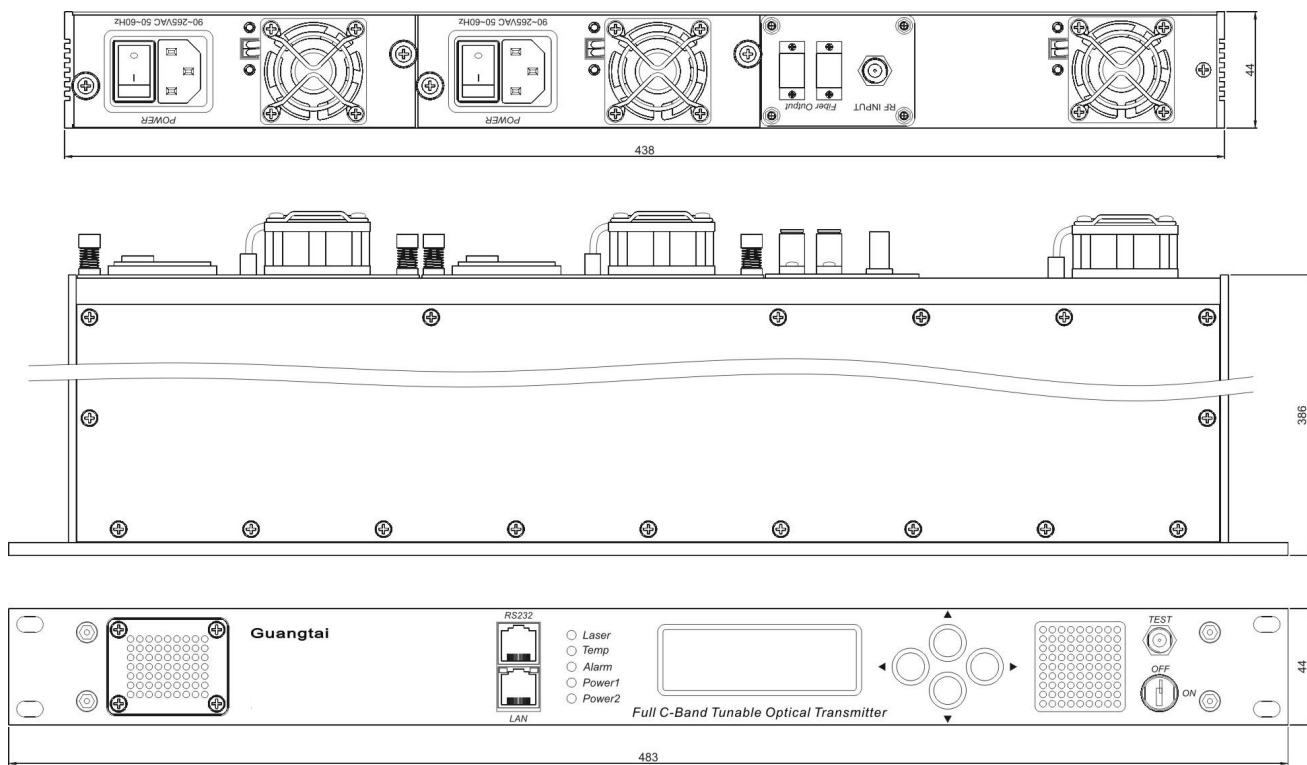 90~265VAC 50~60Hz
90~265VAC 50~60Hz
POWER
POWER
Fiber Output
RF INPUT
44
438
386
RS232
Guangtai
Laser
Temp
Alarm
Power1
Power2
LAN
Full C-Band Tunable Optical Transmitter
TEST
OFF
ON
44
483